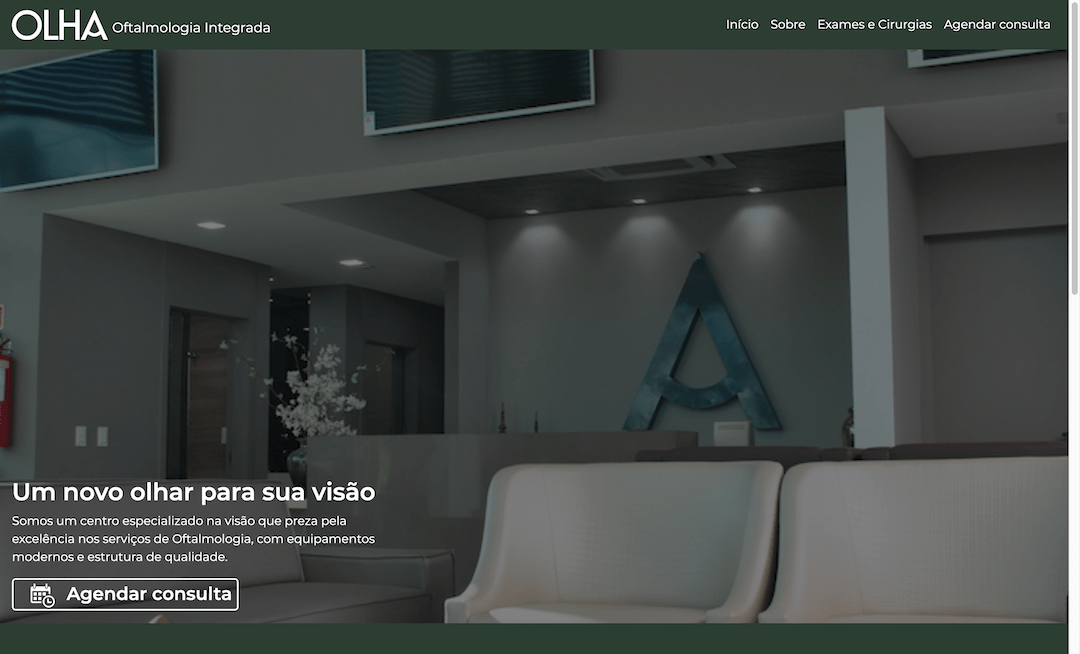 OLHA Oftalmologia Integrada
Início Sobre Exames e Cirurgias Agendar consulta
A
Um novo olhar para sua visão
Somos um centro especializado na visão que preza pela
excelência nos serviços de Oftalmologia, com equipamentos
modernos e estrutura de qualidade.
Agendar consulta